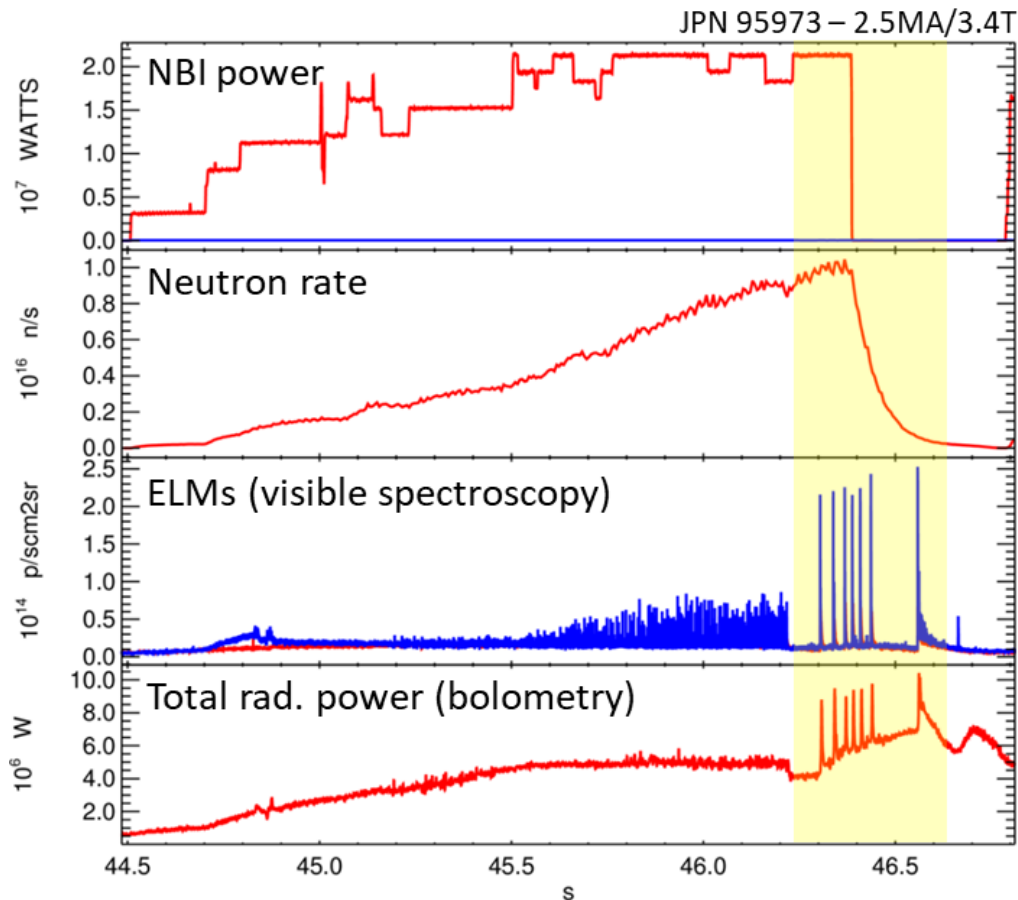 JPN 95973 – 2.5MA/3.4T
NBI power
2.0
1.5
1.0
0.5
0.0
10⁷ WATTS
Neutron rate
1.0
0.8
0.6
0.4
0.2
0.0
10¹⁶ n/s
ELMs (visible spectroscopy)
2.5
2.0
1.5
1.0
0.5
0.0
10¹⁴ p/scm2sr
Total rad. power (bolometry)
10.0
8.0
6.0
4.0
2.0
10⁶ W
44.5 45.0 45.5 46.0 46.5
s